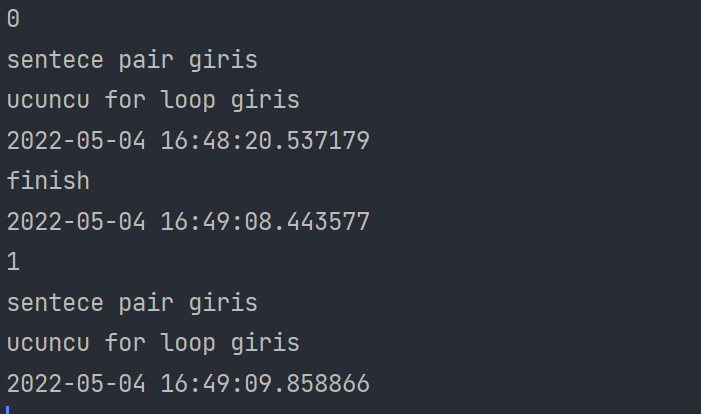 0
sentece pair giris
ucuncu for loop giris
2022-05-04 16:48:20.537179
finish
2022-05-04 16:49:08.443577
1
sentece pair giris
ucuncu for loop giris
2022-05-04 16:49:09.858866